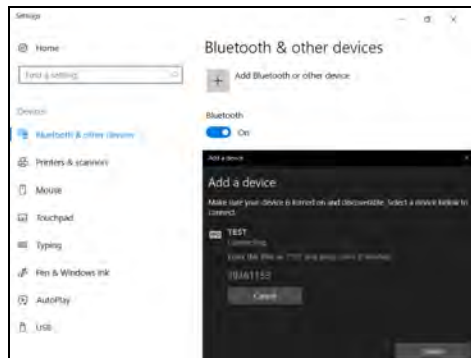 Settings
Home
Find a setting
Devices
Bluetooth & other devices
Printers & scanners
Mouse
Touchpad
Typing
Pen & Windows Ink
AutoPlay
USB
Bluetooth & other devices
Add Bluetooth or other device
Bluetooth
On
Add a device
Add a device
Make sure your device is turned on and discoverable. Select a device below to
connect.
TEST
Connecting
Cancel